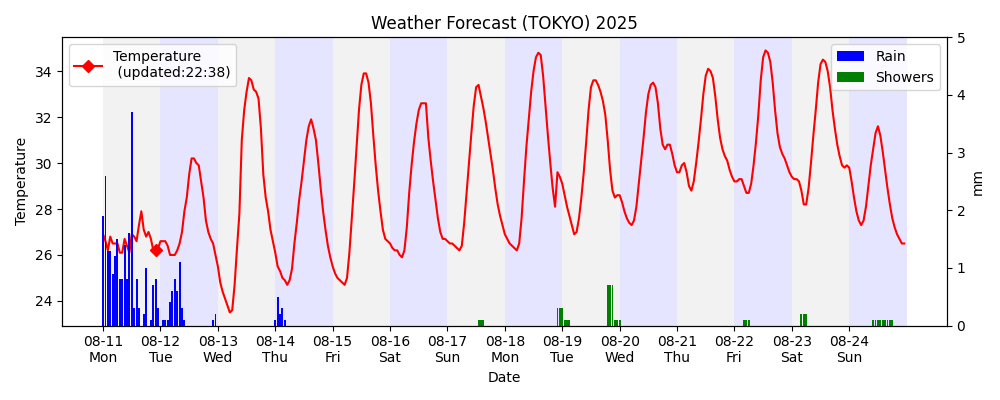 Weather Forecast (TOKYO) 2025
Temperature
(updated:22:38)
Rain
Showers
Temperature
34
32
30
28
26
24
mm
5
4
3
2
1
0
08-11 08-12 08-13 08-14 08-15 08-16 08-17 08-18 08-19 08-20 08-21 08-22 08-23 08-24
Mon Tue Wed Thu Fri Sat Sun Mon Tue Wed Thu Fri Sat Sun
Date